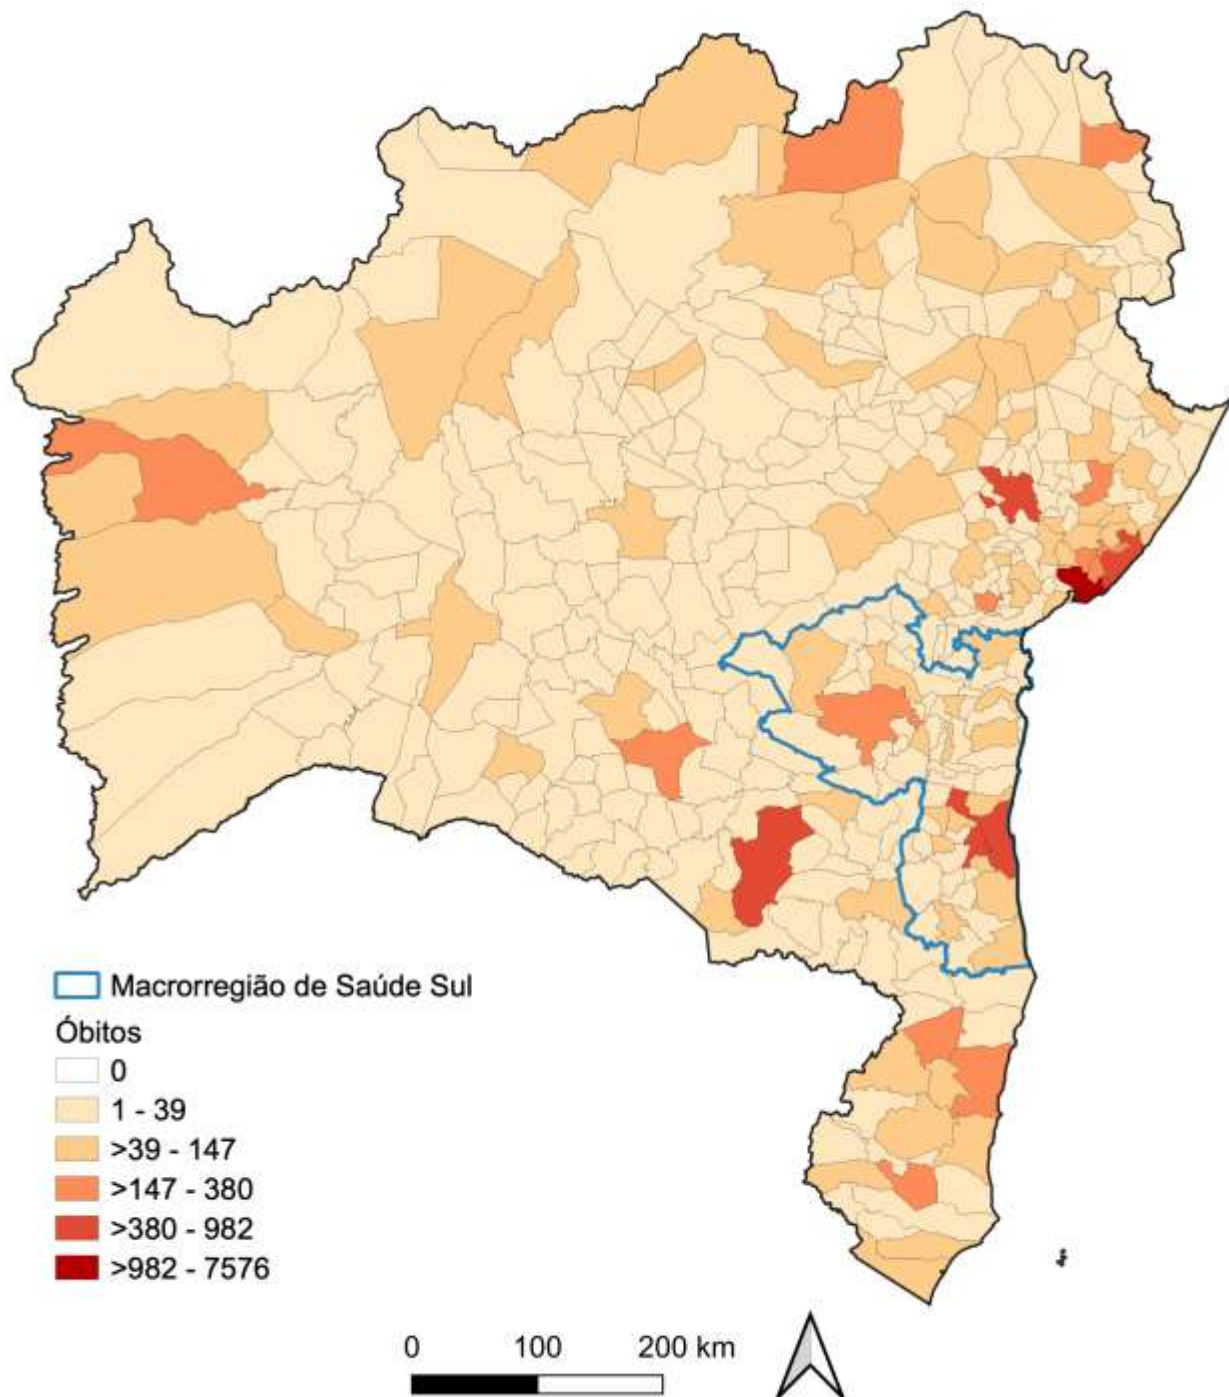 Macrorregião de Saúde Sul
Óbitos
0
1 - 39
>39 - 147
>147 - 380
>380 - 982
>982 - 7576
0 100 200 km